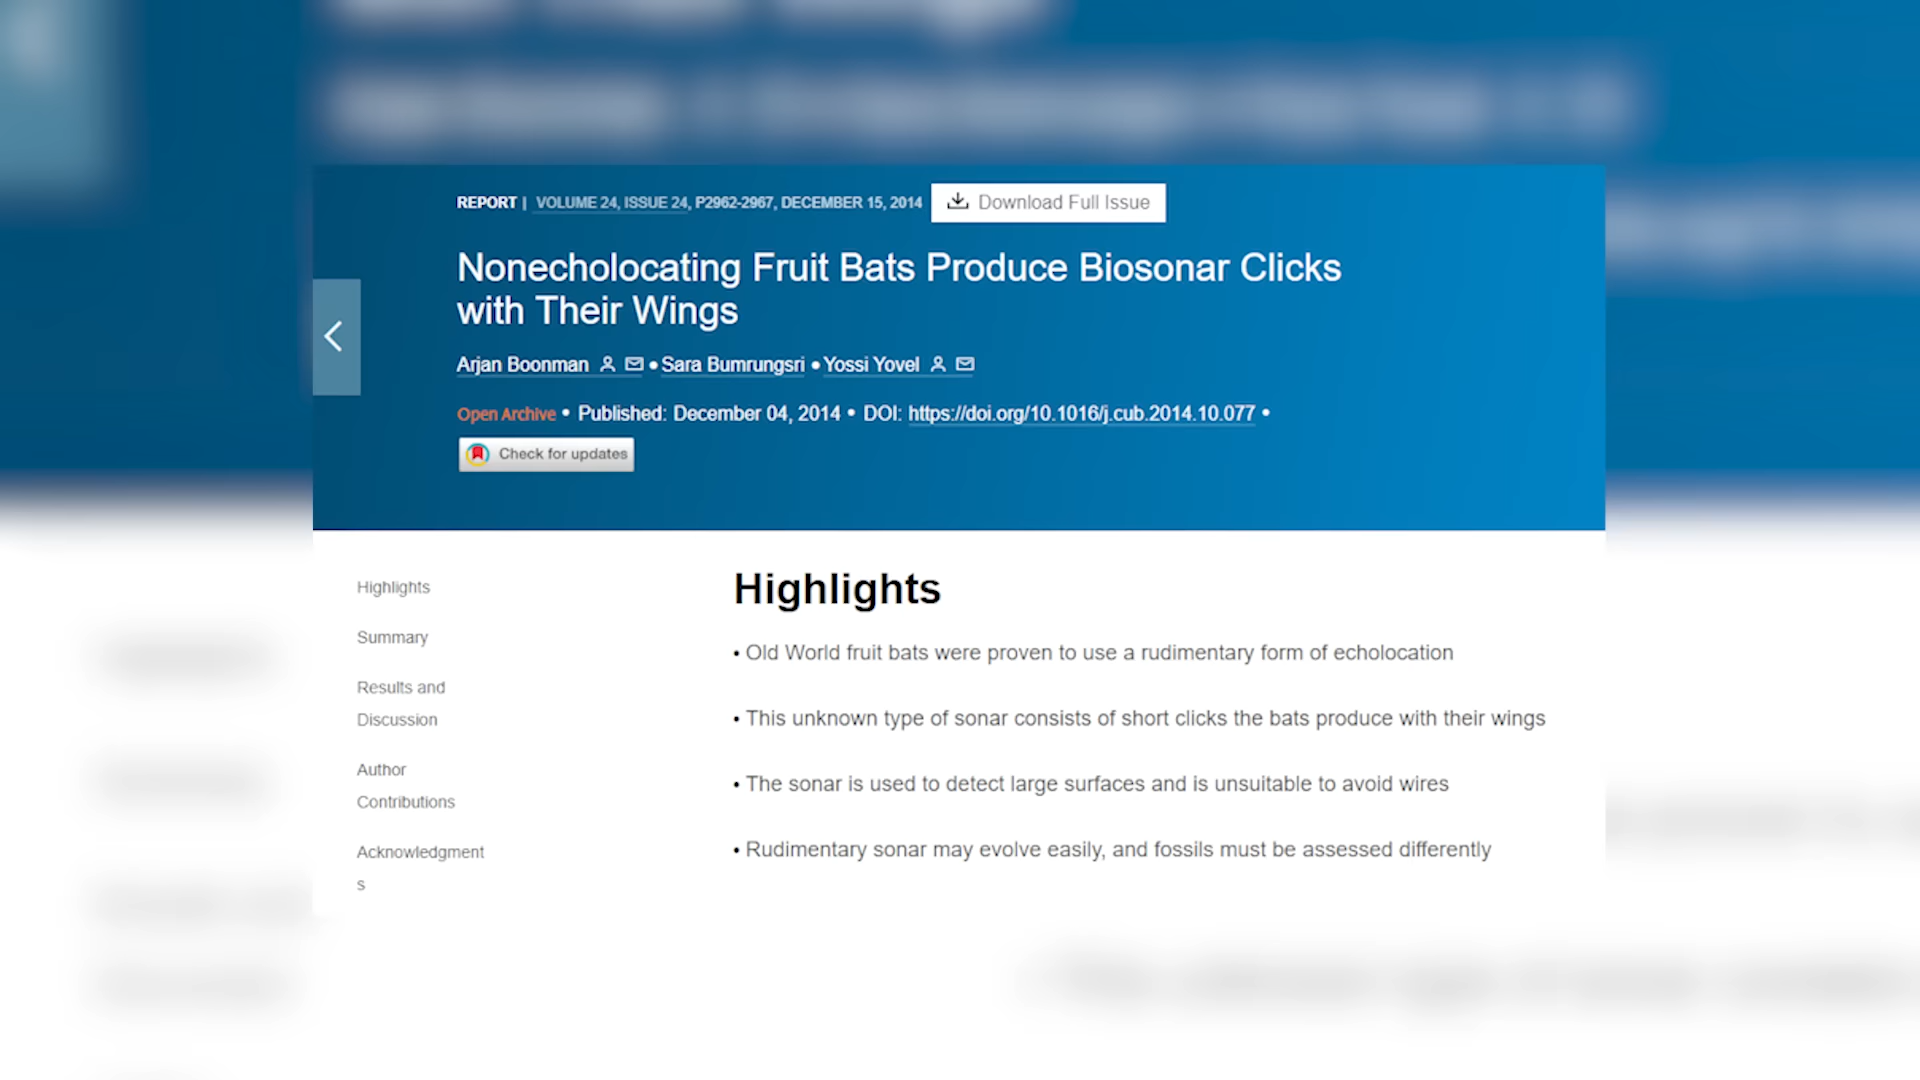 REPORT | VOLUME 24, ISSUE 24, P2962-2967, DECEMBER 15, 2014 Download Full Issue
Nonecholocating Fruit Bats Produce Biosonar Clicks
with Their Wings
Arjan Boonman • Sara Bumrungsri • Yossi Yovel
Open Archive • Published: December 04, 2014 • DOI: https://doi.org/10.1016/j.cub.2014.10.077 •
Check for updates
Highlights
Summary
Results and
Discussion
Author
Contributions
Acknowledgment
s
Highlights
• Old World fruit bats were proven to use a rudimentary form of echolocation
• This unknown type of sonar consists of short clicks the bats produce with their wings
• The sonar is used to detect large surfaces and is unsuitable to avoid wires
• Rudimentary sonar may evolve easily, and fossils must be assessed differently